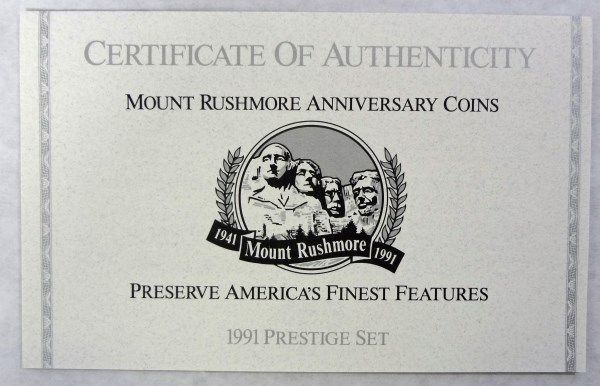 CERTIFICATE OF AUTHENTICITY
MOUNT RUSHMORE ANNIVERSARY COINS
1941 Mount Rushmore 1991
PRESERVE AMERICA'S FINEST FEATURES
1991 PRESTIGE SET